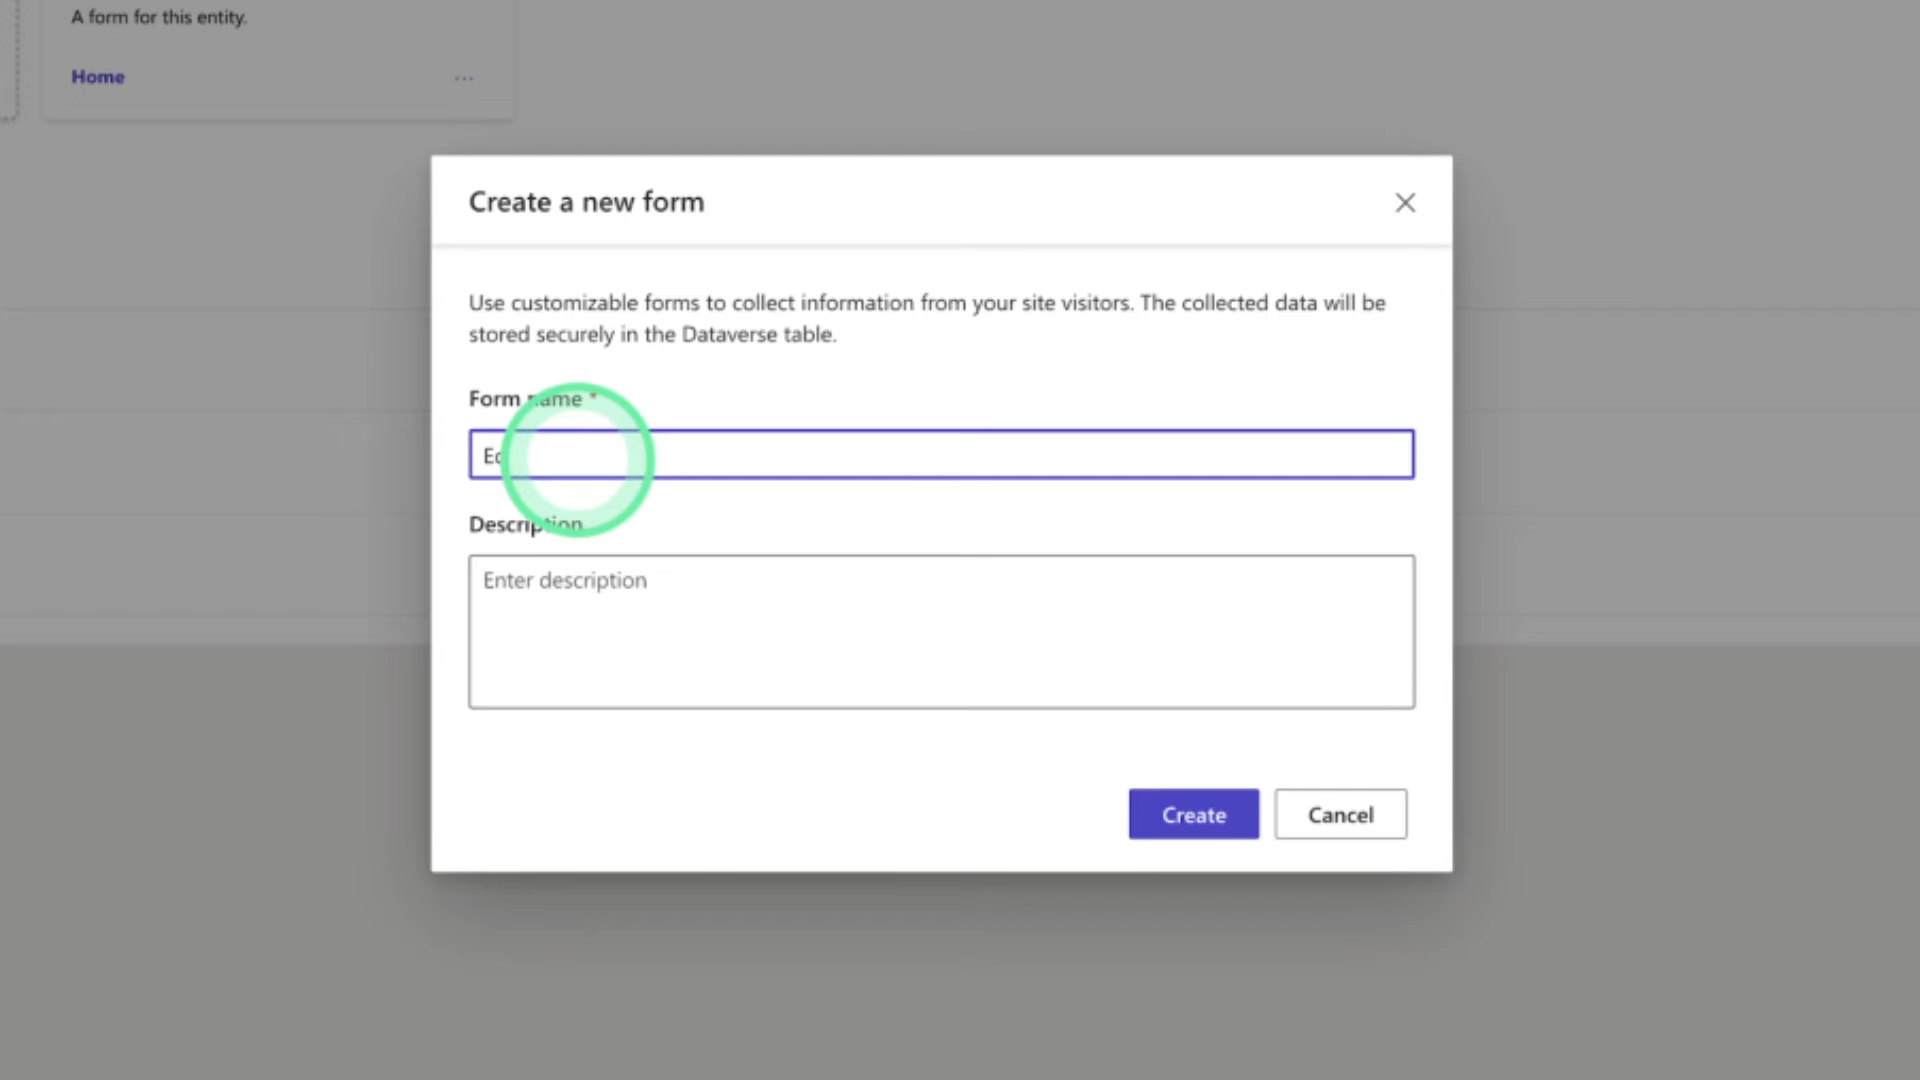 A form for this entity.
Home
...
Create a new form
Use customizable forms to collect information from your site visitors. The collected data will be
stored securely in the Dataverse table.
Form name *
Description
Enter description
Create
Cancel